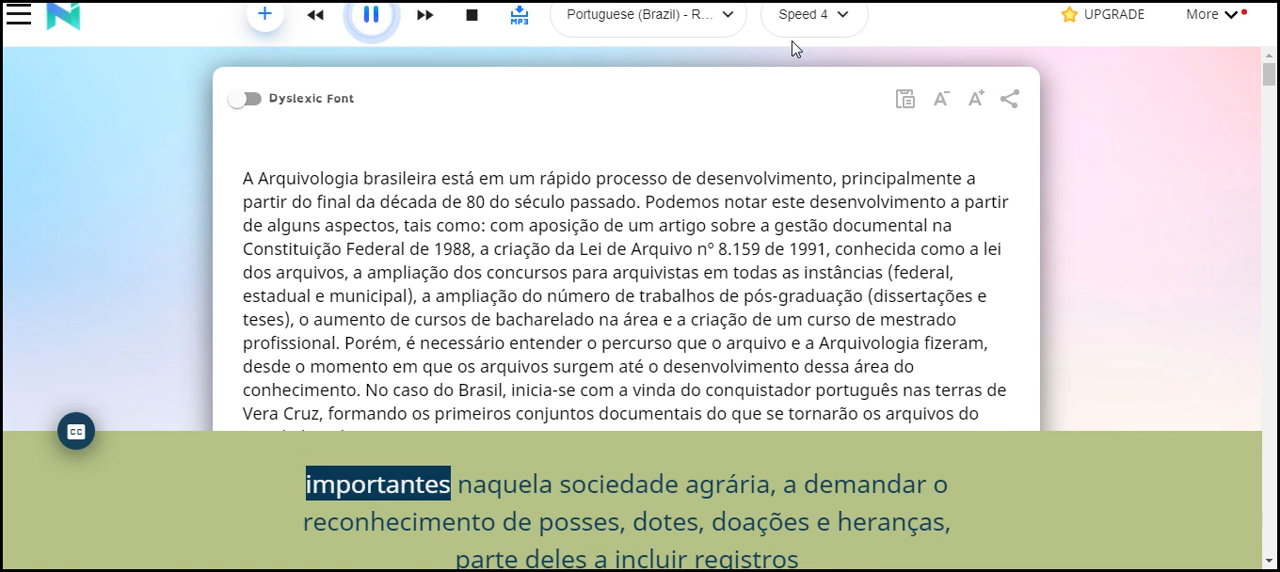 MP3
Portuguese (Brazil) - R...
Speed 4
UPGRADE
More
Dyslexic Font
A-
A+
A Arquivologia brasileira está em um rápido processo de desenvolvimento, principalmente a
partir do final da década de 80 do século passado. Podemos notar este desenvolvimento a partir
de alguns aspectos, tais como: com aposição de um artigo sobre a gestão documental na
Constituição Federal de 1988, a criação da Lei de Arquivo nº 8.159 de 1991, conhecida como a lei
dos arquivos, a ampliação dos concursos para arquivistas em todas as instâncias (federal,
estadual e municipal), a ampliação do número de trabalhos de pós-graduação (dissertações e
teses), o aumento de cursos de bacharelado na área e a criação de um curso de mestrado
profissional. Porém, é necessário entender o percurso que o arquivo e a Arquivologia fizeram,
desde o momento em que os arquivos surgem até o desenvolvimento dessa área do
conhecimento. No caso do Brasil, inicia-se com a vinda do conquistador português nas terras de
Vera Cruz, formando os primeiros conjuntos documentais do que se tornarão os arquivos do
CC
importantes naquela sociedade agrária, a demandar o
reconhecimento de posses, dotes, doações e heranças,
parte deles a incluir registros